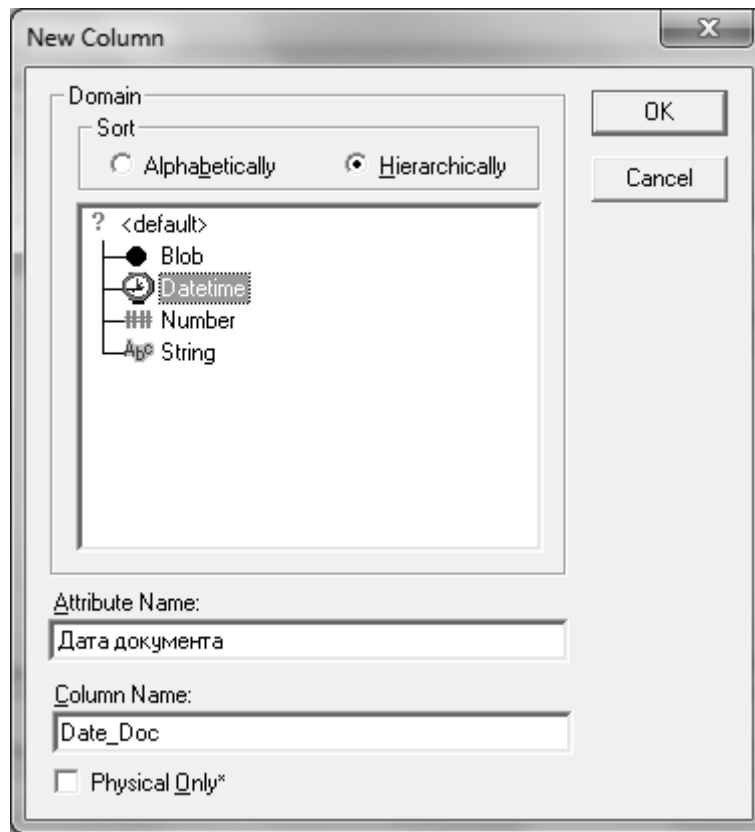 New Column
Domain
Sort
Alphabetically Hierarchically
OK
Cancel
? <default>
Blob
Datetime
Number
Abc String
Attribute Name:
Дата документа
Column Name:
Date_Doc
Physical Only*